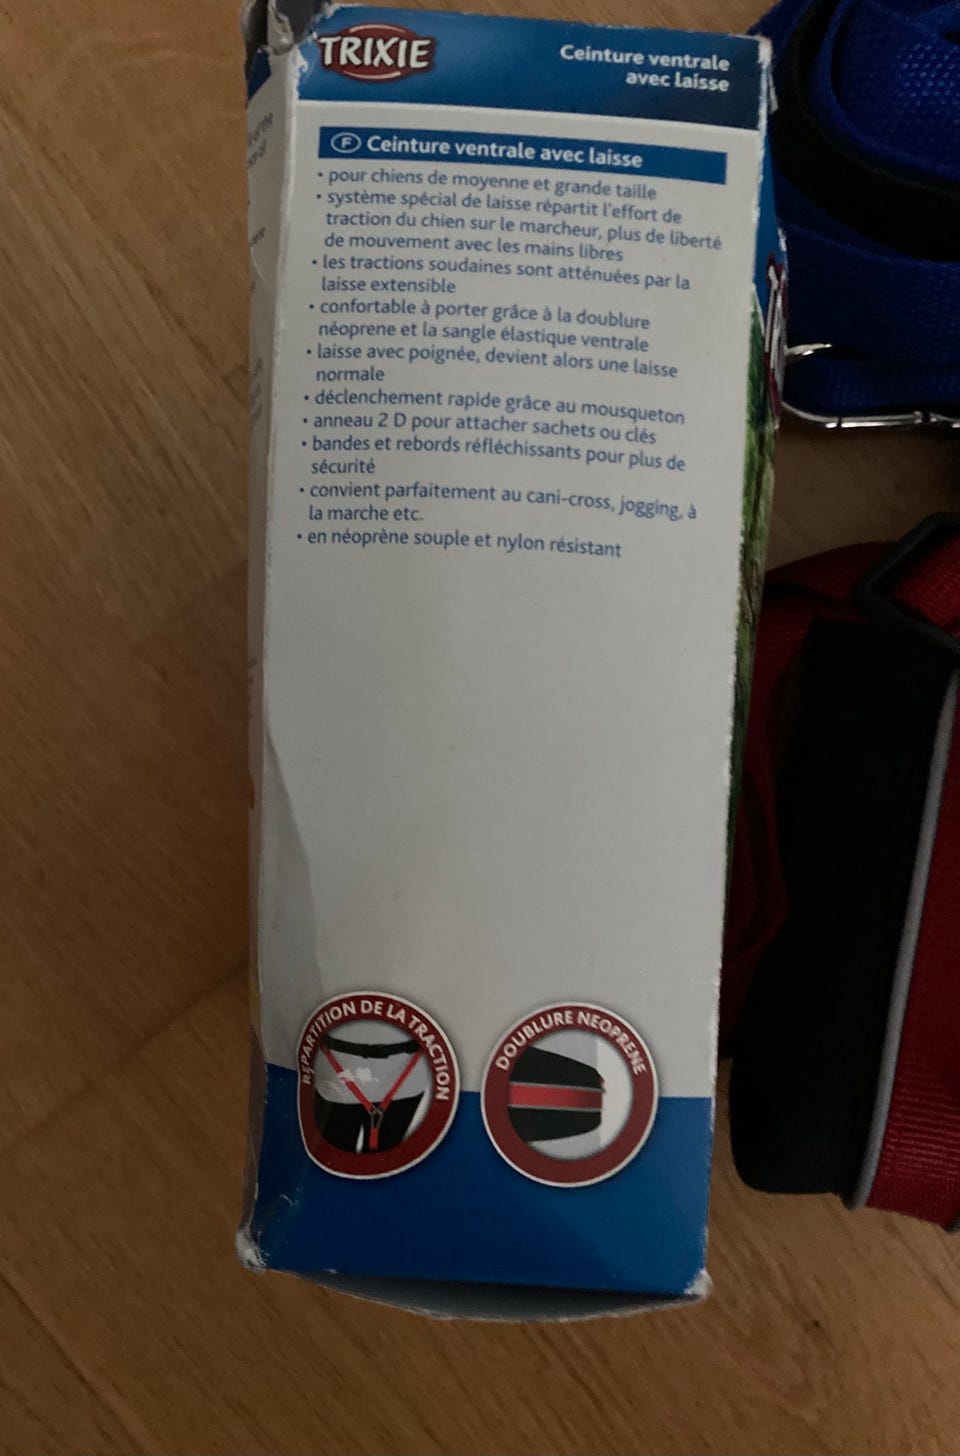 TRIXIE
Ceinture ventrale
avec laisse
F Ceinture ventrale avec laisse
• pour chiens de moyenne et grande taille
• système spécial de laisse répartit l'effort de
traction du chien sur le marcheur, plus de liberté
de mouvement avec les mains libres
• les tractions soudaines sont atténuées par la
laisse extensible
• confortable à porter grâce à la doublure
néoprene et la sangle élastique ventrale
• laisse avec poignée, devient alors une laisse
normale
• déclenchement rapide grâce au mousqueton
• anneau 2 D pour attacher sachets ou clés
• bandes et rebords réfléchissants pour plus de
sécurité
• convient parfaitement au cani-cross, jogging, à
la marche etc.
• en néoprène souple et nylon résistant
RÉPARTITION DE LA TRACTION
DOUBLURE NEOPRENE